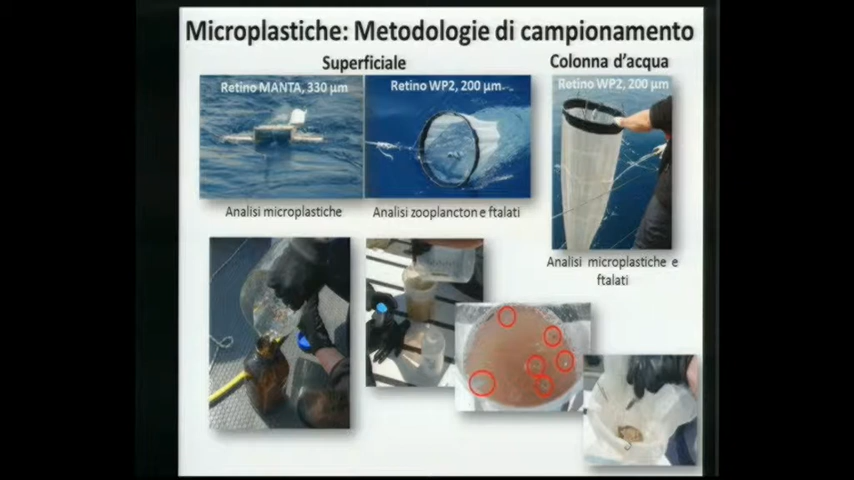 Microplastiche: Metodologie di campionamento
Superficiale
Colonna d'acqua
Retino MANTA, 330 µm
Retino WP2, 200 µm
Retino WP2, 200 µm
Analisi microplastiche
Analisi zooplancton e ftalati
Analisi microplastiche e
ftalati